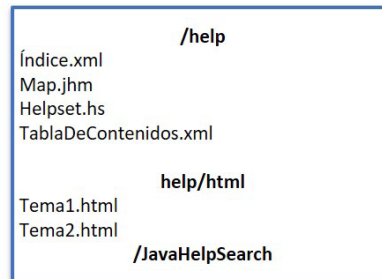 /help
Índice.xml
Map.jhm
Helpset.hs
TablaDeContenidos.xml
help/html
Tema1.html
Tema2.html
/JavaHelpSearch